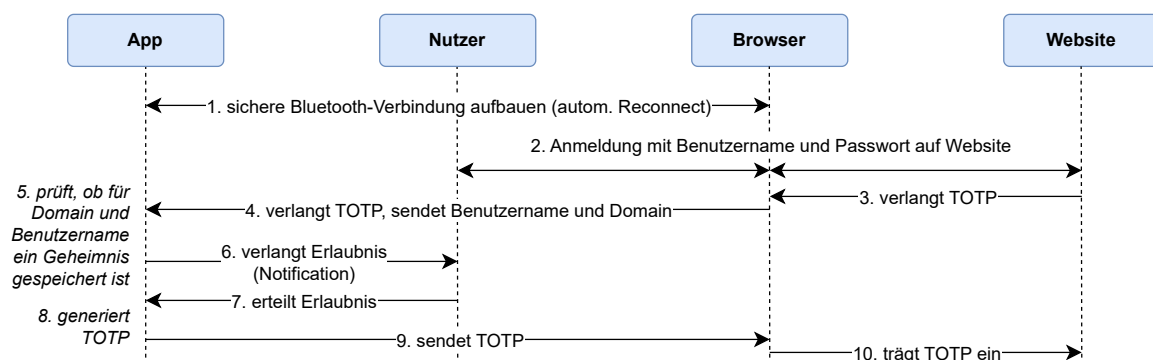 App
Nutzer
Browser
Website
1. sichere Bluetooth-Verbindung aufbauen (autom. Reconnect)
2. Anmeldung mit Benutzername und Passwort auf Website
3. verlangt TOTP
4. verlangt TOTP, sendet Benutzername und Domain
5. prüft, ob für
Domain und
Benutzername
ein Geheimnis
gespeichert ist
6. verlangt Erlaubnis
(Notification)
7. erteilt Erlaubnis
8. generiert
TOTP
9. sendet TOTP
10. trägt TOTP ein